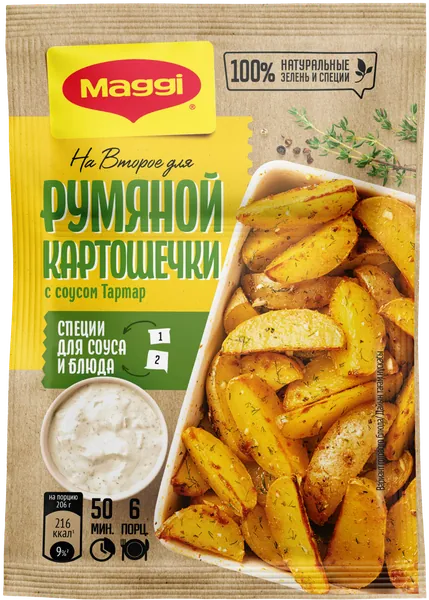 Maggi®
100% НАТУРАЛЬНЫЕ
ЗЕЛЕНЬ И СПЕЦИИ
На Второе для
РУМЯНОЙ
КАРТОШЕЧКИ
с соусом Тартар
СПЕЦИИ
ДЛЯ СОУСА
И БЛЮДА
1
2
на порцию
206 г
216
ккал
9%
50
МИН.
6
ПОРЦ.